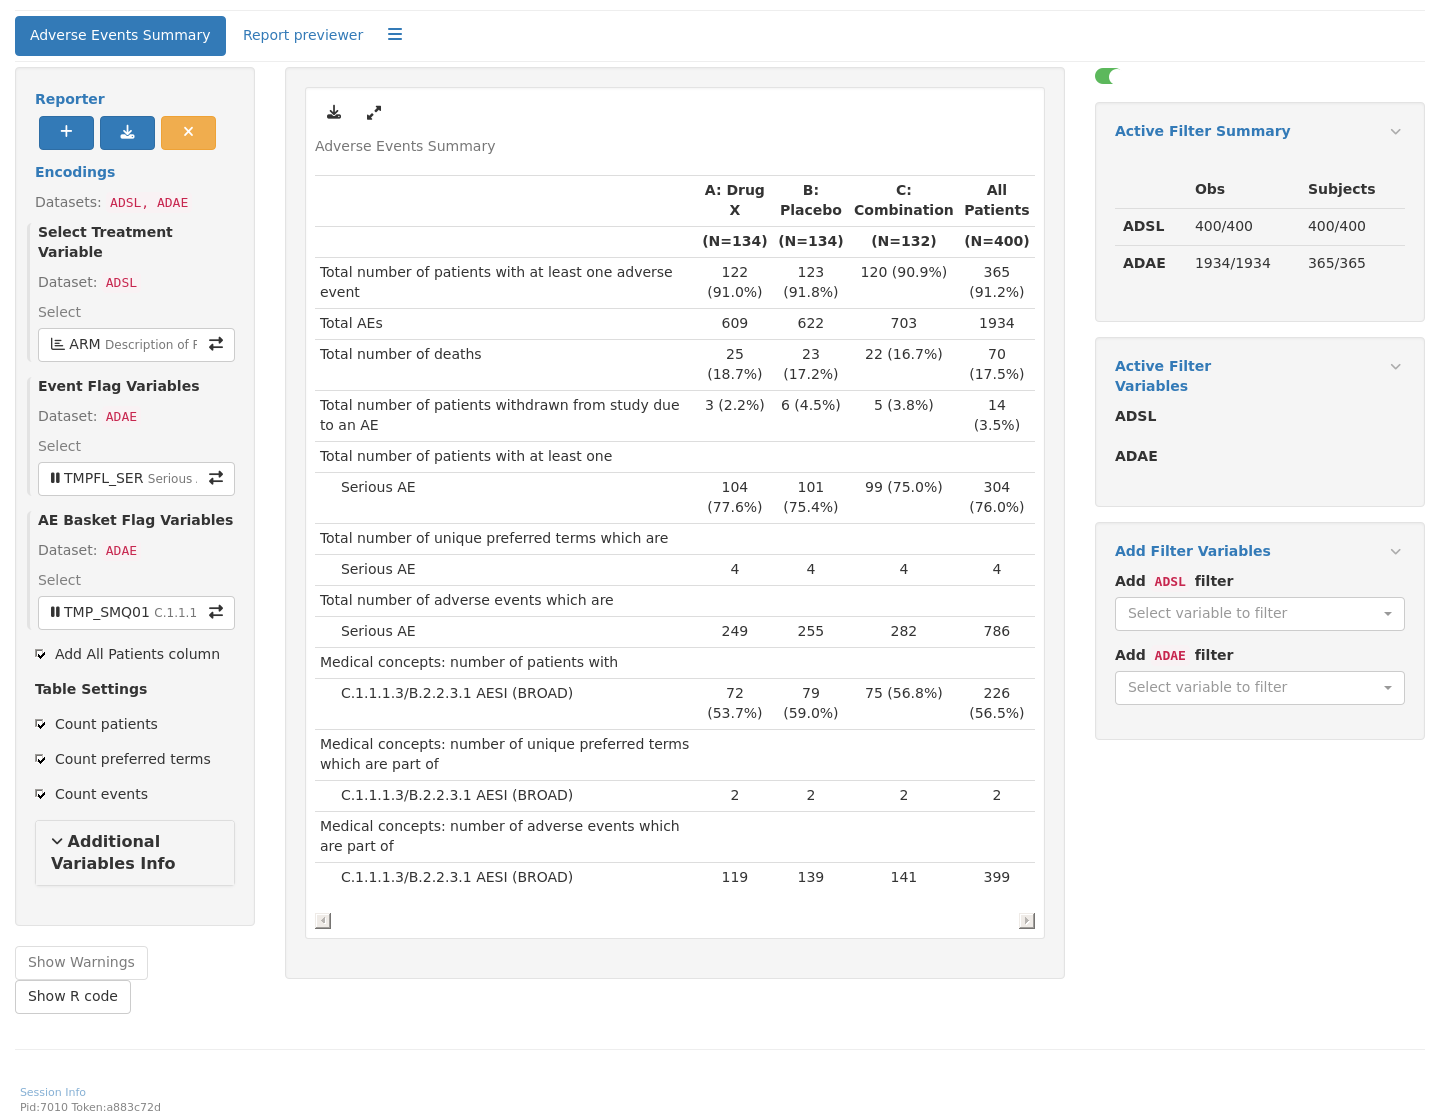 Adverse Events Summary
Report previewer
Reporter
Encodings
Datasets: ADSL, ADAE
Select Treatment
Variable
Dataset: ADSL
Select
ARM Description of
Event Flag Variables
Dataset: ADAE
Select
TMPFL_SER Serious
AE Basket Flag Variables
Dataset: ADAE
Select
TMP_SMQ01 C.1.1.1
Add All Patients column
Table Settings
Count patients
Count preferred terms
Count events
Additional
Variables Info
Show Warnings
Show R code
Adverse Events Summary
A: Drug X B: Placebo C: Combination All Patients
(N=134) (N=134) (N=132) (N=400)
Total number of patients with at least one adverse event 122 (91.0%) 123 (91.8%) 120 (90.9%) 365 (91.2%)
Total AEs 609 622 703 1934
Total number of deaths 25 (18.7%) 23 (17.2%) 22 (16.7%) 70 (17.5%)
Total number of patients withdrawn from study due to an AE 3 (2.2%) 6 (4.5%) 5 (3.8%) 14 (3.5%)
Total number of patients with at least one
Serious AE 104 (77.6%) 101 (75.4%) 99 (75.0%) 304 (76.0%)
Total number of unique preferred terms which are
Serious AE 4 4 4 4
Total number of adverse events which are
Serious AE 249 255 282 786
Medical concepts: number of patients with
C.1.1.1.3/B.2.2.3.1 AESI (BROAD) 72 (53.7%) 79 (59.0%) 75 (56.8%) 226 (56.5%)
Medical concepts: number of unique preferred terms which are part of
C.1.1.1.3/B.2.2.3.1 AESI (BROAD) 2 2 2 2
Medical concepts: number of adverse events which are part of
C.1.1.1.3/B.2.2.3.1 AESI (BROAD) 119 139 141 399
Active Filter Summary
Obs Subjects
ADSL 400/400 400/400
ADAE 1934/1934 365/365
Active Filter
Variables
ADSL
ADAE
Add Filter Variables
Add ADSL filter
Select variable to filter
Add ADAE filter
Select variable to filter
Session Info
Pid:7010 Token:a883c72d